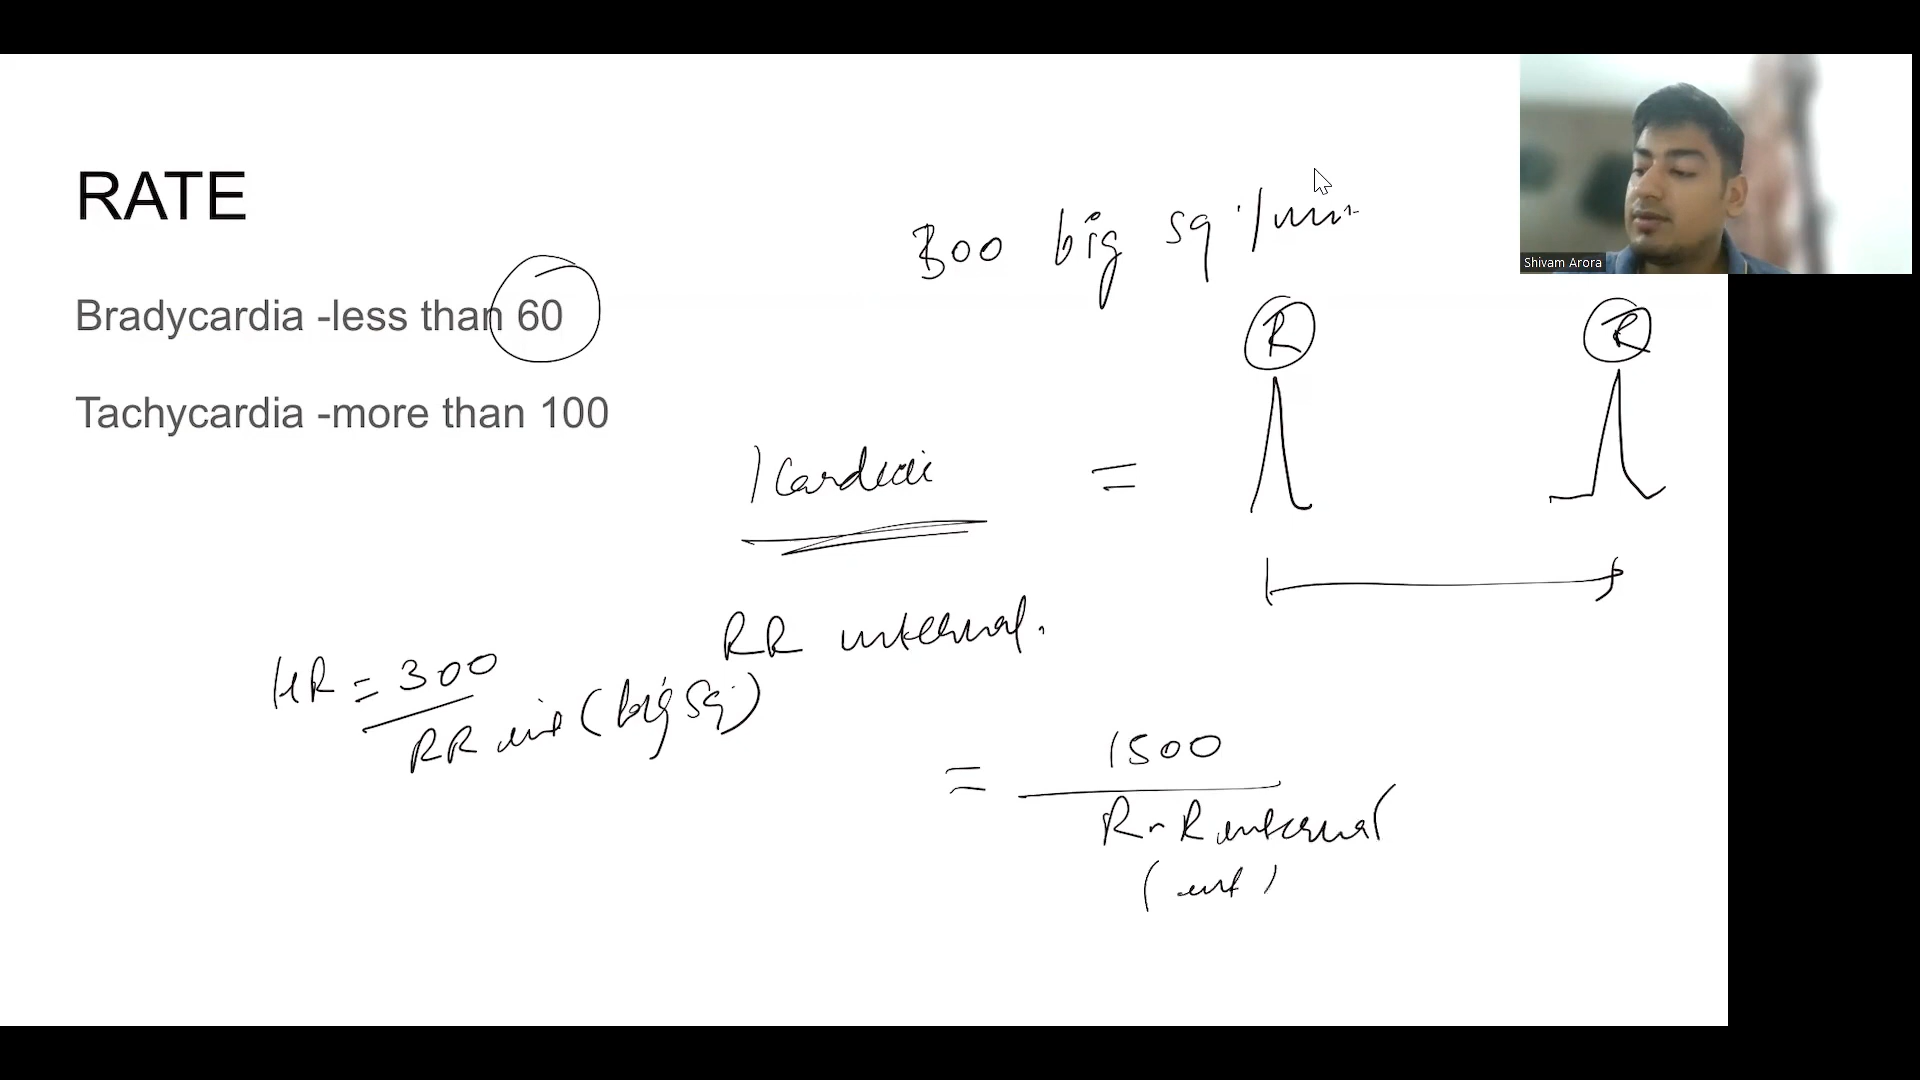 RATE
300 big sq./min
Shivam Arora
R R
Bradycardia -less than 60
Tachycardia -more than 100
1 Cardiac =
RR interval.
HR = 300
RR int (big sq.)
= 1500
R-R interval